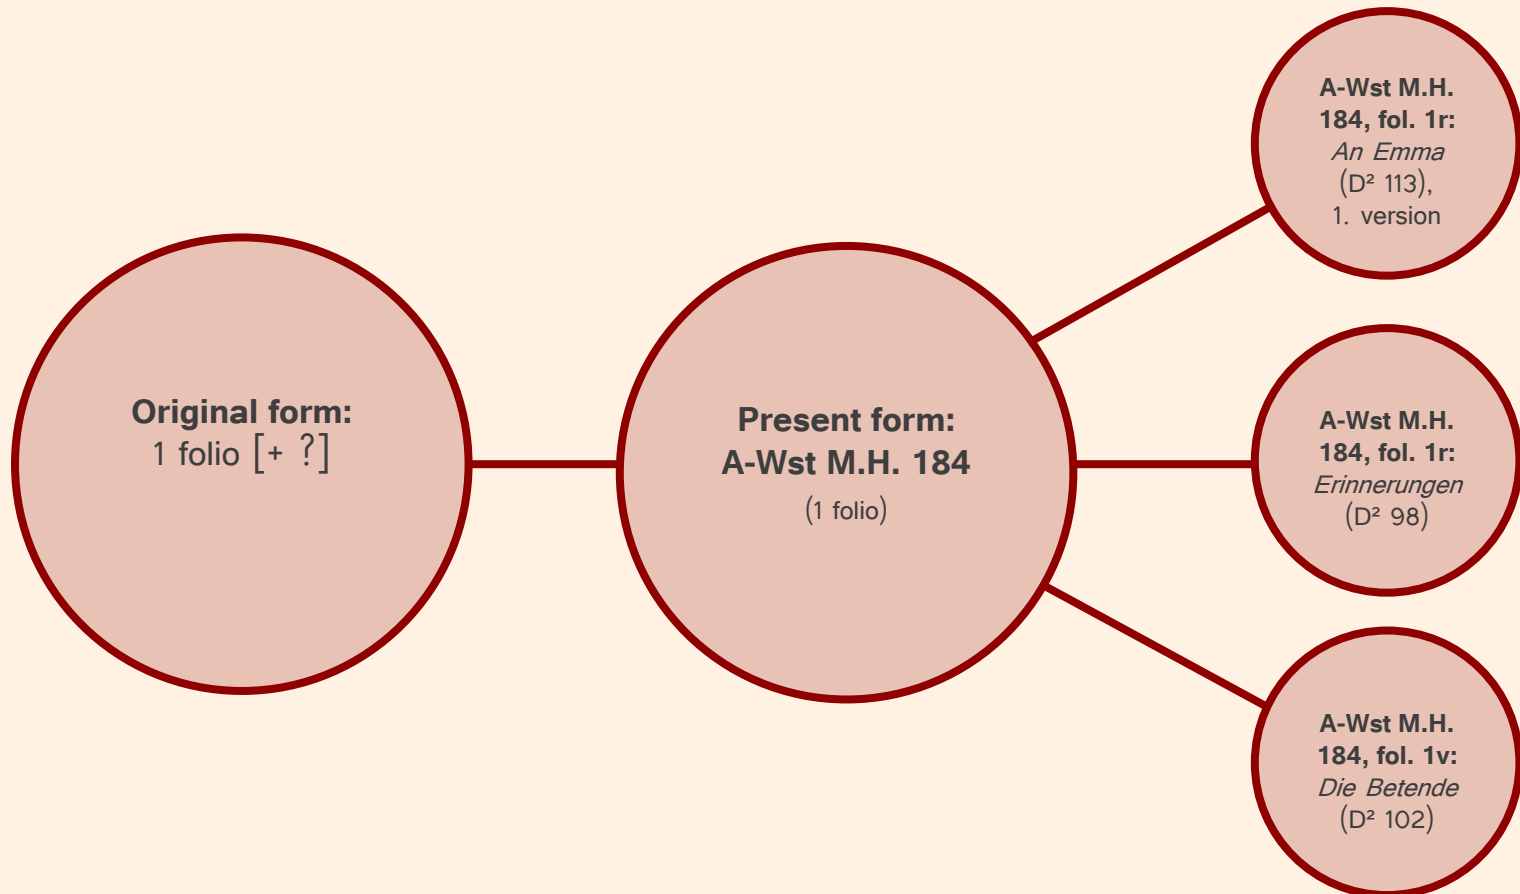 Original form:
1 folio [+ ?]
Present form:
A-Wst M.H. 184
(1 folio)
A-Wst M.H.
184, fol. 1r:
An Emma
(D² 113),
1. version
A-Wst M.H.
184, fol. 1r:
Erinnerungen
(D² 98)
A-Wst M.H.
184, fol. 1v:
Die Betende
(D² 102)